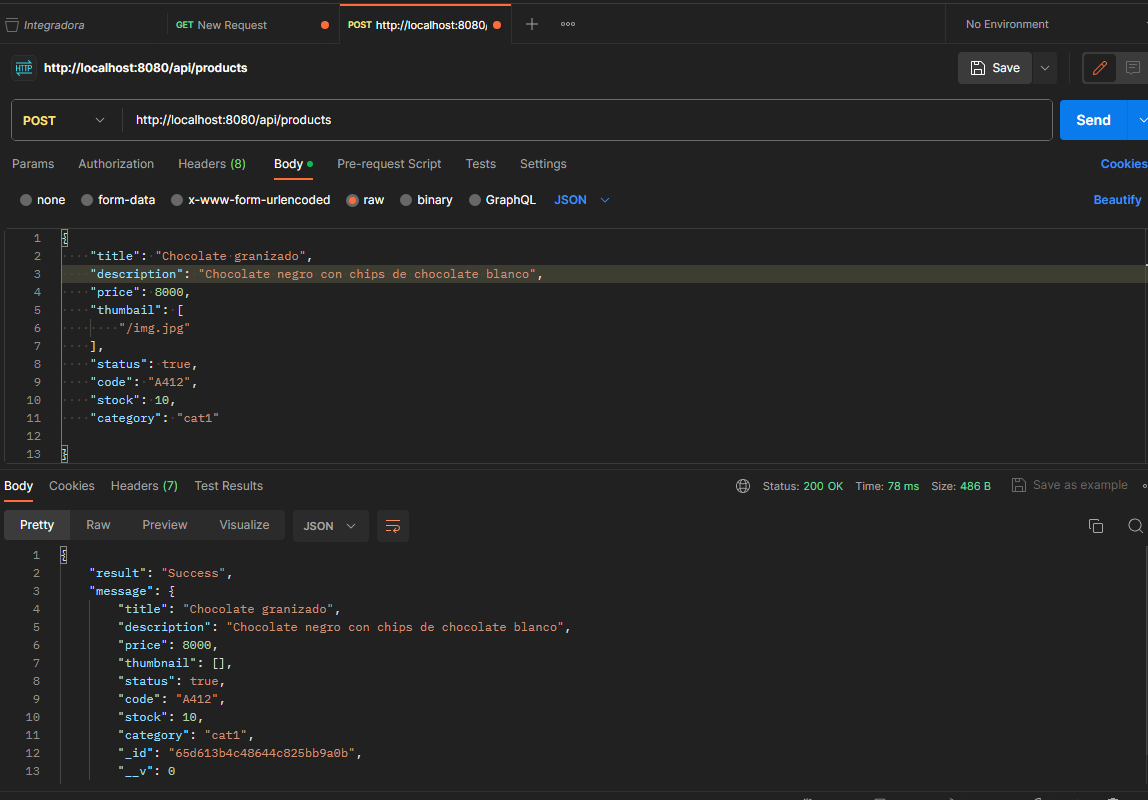 Integradora
GET New Request
POST http://localhost:8080/
No Environment
HTTP http://localhost:8080/api/products
Save
POST http://localhost:8080/api/products
Send
Params Authorization Headers (8) Body Pre-request Script Tests Settings
Cookies
none form-data x-www-form-urlencoded raw binary GraphQL JSON
Beautify
1 {
2 "title": "Chocolate granizado",
3 "description": "Chocolate negro con chips de chocolate blanco",
4 "price": 8000,
5 "thumbail": [
6 "/img.jpg"
7 ],
8 "status": true,
9 "code": "A412",
10 "stock": 10,
11 "category": "cat1"
12
13 }
Body Cookies Headers (7) Test Results
Status: 200 OK Time: 78 ms Size: 486 B Save as example
Pretty Raw Preview Visualize JSON
1 {
2 "result": "Success",
3 "message": {
4 "title": "Chocolate granizado",
5 "description": "Chocolate negro con chips de chocolate blanco",
6 "price": 8000,
7 "thumbnail": [],
8 "status": true,
9 "code": "A412",
10 "stock": 10,
11 "category": "cat1",
12 "_id": "65d613b4c48644c825bb9a0b",
13 "__v": 0